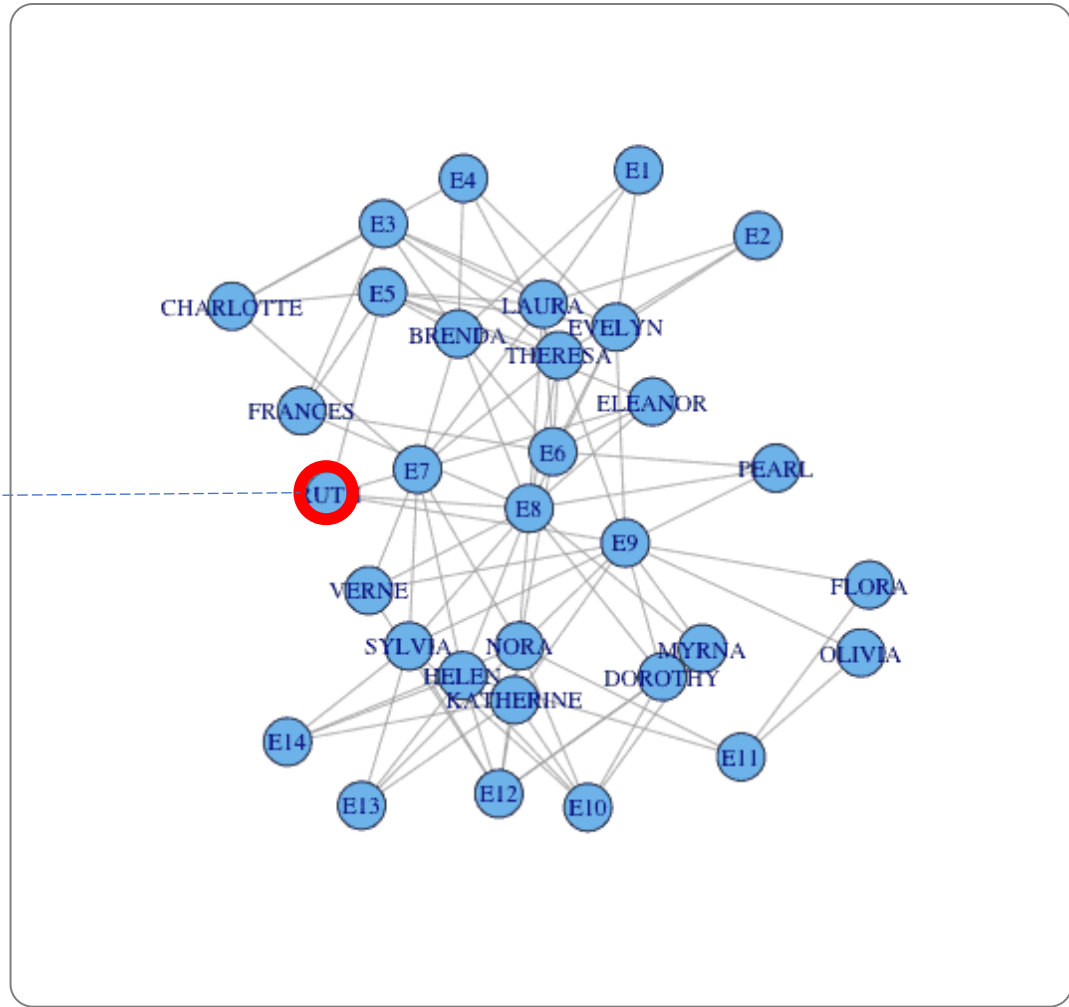 E1
E4
E3
E2
E5
CHARLOTTE
LAURA
EVELYN
BRENDA
THERESA
ELEANOR
FRANCES
E6
PEARL
E7
E8
E9
VERNE
FLORA
SYLVIA
NORA
MYRNA
OLIVIA
HELEN
DOROTHY
KATHERINE
E14
E11
E12
E13
E10